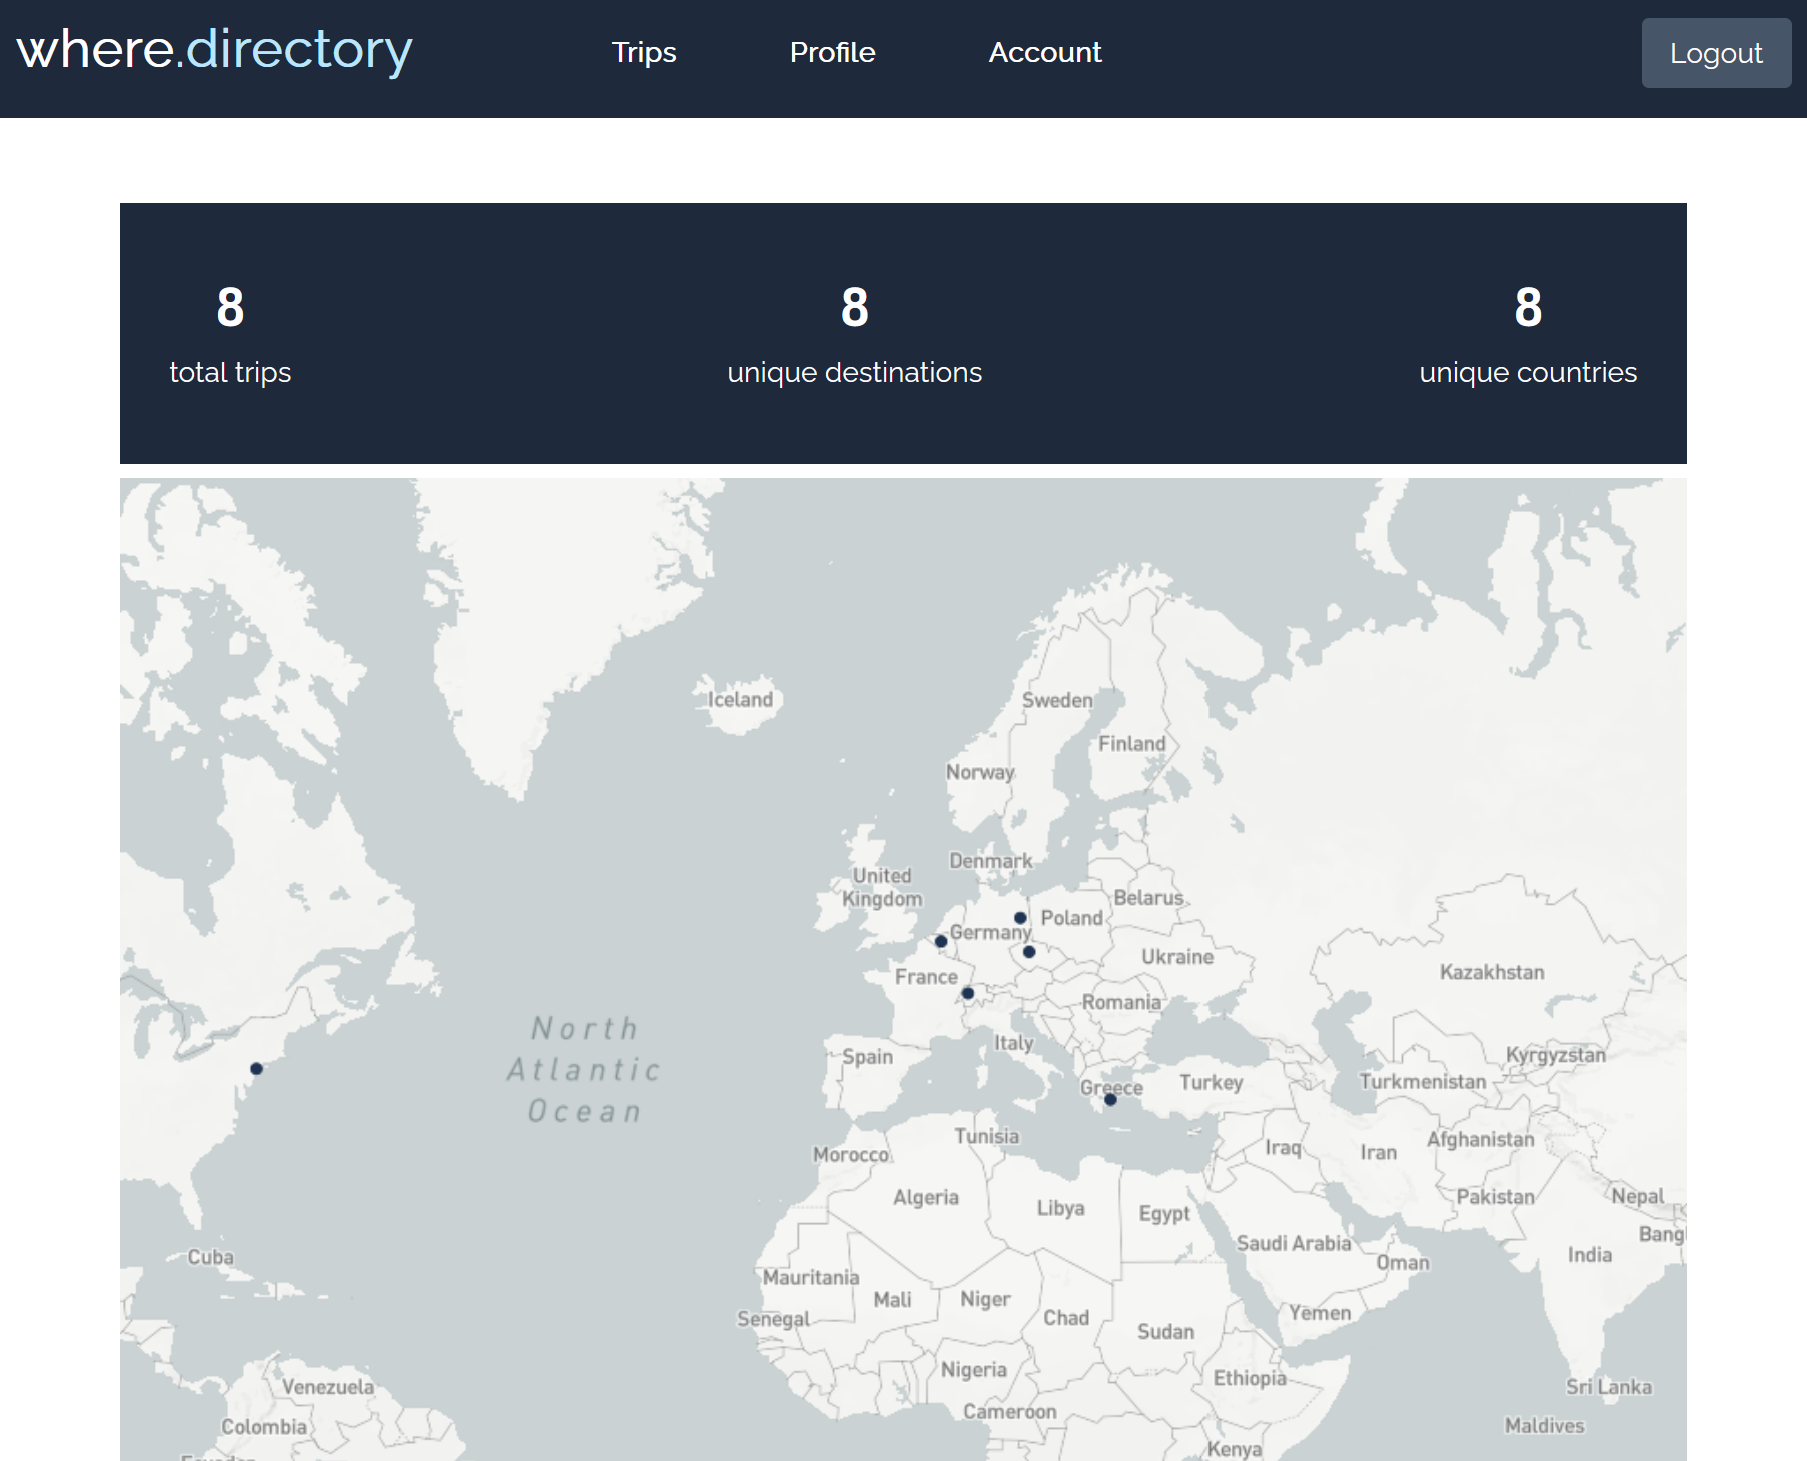 where.directory
Trips
Profile
Account
Logout
8
total trips
8
unique destinations
8
unique countries
Iceland
Sweden
Finland
Norway
Denmark
United
Kingdom
Belarus
Poland
Germany
Ukraine
France
Kazakhstan
Romania
North
Atlantic
Ocean
Italy
Spain
Kyrgyzstan
Turkey
Turkmenistan
Greece
Tunisia
Afghanistan
Morocco
Iraq
Iran
Algeria
Pakistan
Nepal
Libya
Egypt
Bangl
Saudi Arabia
India
Cuba
Oman
Mauritania
Mali
Niger
Yemen
Senegal
Chad
Sudan
Nigeria
Ethiopia
Venezuela
Sri Lanka
Cameroon
Colombia
Maldives
Kenya